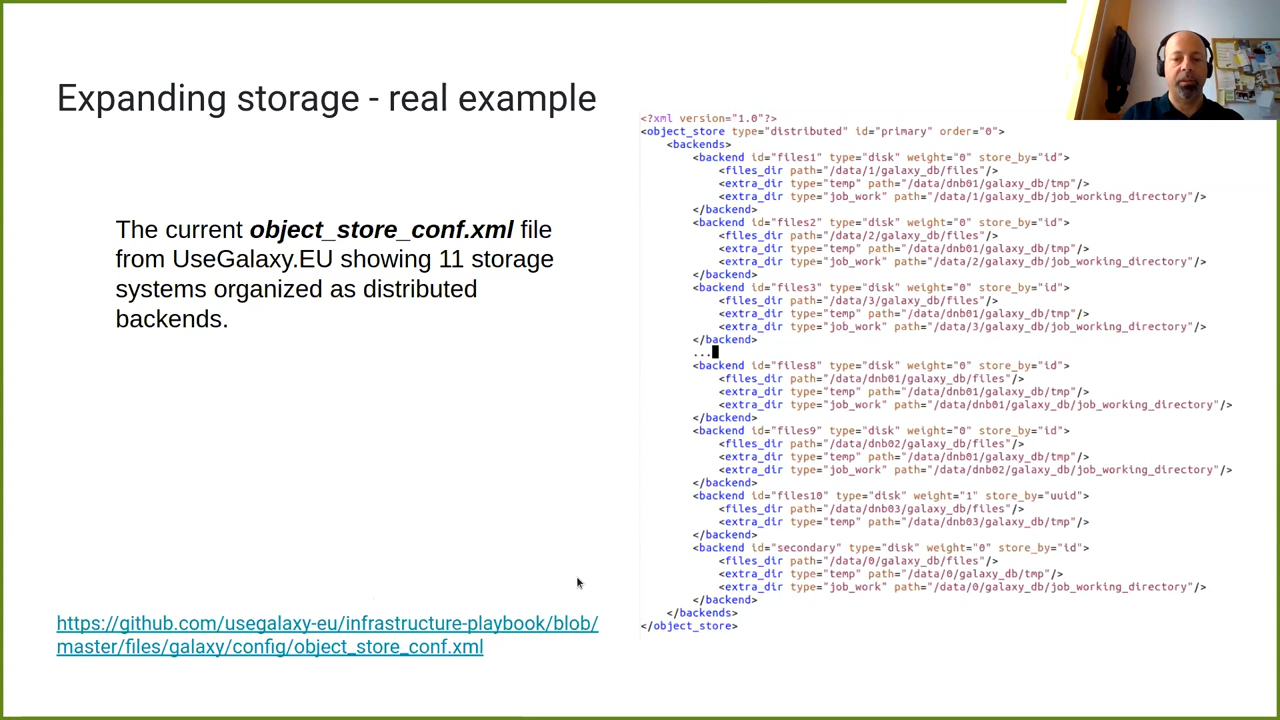 Expanding storage - real example
The current object_store_conf.xml file
from UseGalaxy.EU showing 11 storage
systems organized as distributed
backends.
https://github.com/usegalaxy-eu/infrastructure-playbook/blob/
master/files/galaxy/config/object_store_conf.xml
<?xml version="1.0"?>
<object_store type="distributed" id="primary" order="0">
<backends>
<backend id="files1" type="disk" weight="0" store_by="id">
<files_dir path="/data/1/galaxy_db/files"/>
<extra_dir type="temp" path="/data/dnb01/galaxy_db/tmp"/>
<extra_dir type="job_work" path="/data/1/galaxy_db/job_working_directory"/>
</backend>
<backend id="files2" type="disk" weight="0" store_by="id">
<files_dir path="/data/2/galaxy_db/files"/>
<extra_dir type="temp" path="/data/dnb01/galaxy_db/tmp"/>
<extra_dir type="job_work" path="/data/2/galaxy_db/job_working_directory"/>
</backend>
<backend id="files3" type="disk" weight="0" store_by="id">
<files_dir path="/data/3/galaxy_db/files"/>
<extra_dir type="temp" path="/data/dnb01/galaxy_db/tmp"/>
<extra_dir type="job_work" path="/data/3/galaxy_db/job_working_directory"/>
</backend>
...
<backend id="files8" type="disk" weight="0" store_by="id">
<files_dir path="/data/dnb01/galaxy_db/files"/>
<extra_dir type="temp" path="/data/dnb01/galaxy_db/tmp"/>
<extra_dir type="job_work" path="/data/dnb01/galaxy_db/job_working_directory"/>
</backend>
<backend id="files9" type="disk" weight="0" store_by="id">
<files_dir path="/data/dnb02/galaxy_db/files"/>
<extra_dir type="temp" path="/data/dnb01/galaxy_db/tmp"/>
<extra_dir type="job_work" path="/data/dnb02/galaxy_db/job_working_directory"/>
</backend>
<backend id="files10" type="disk" weight="1" store_by="uuid">
<files_dir path="/data/dnb03/galaxy_db/files"/>
<extra_dir type="temp" path="/data/dnb03/galaxy_db/tmp"/>
</backend>
<backend id="secondary" type="disk" weight="0" store_by="id">
<files_dir path="/data/0/galaxy_db/files"/>
<extra_dir type="temp" path="/data/0/galaxy_db/tmp"/>
<extra_dir type="job_work" path="/data/0/galaxy_db/job_working_directory"/>
</backend>
</backends>
</object_store>